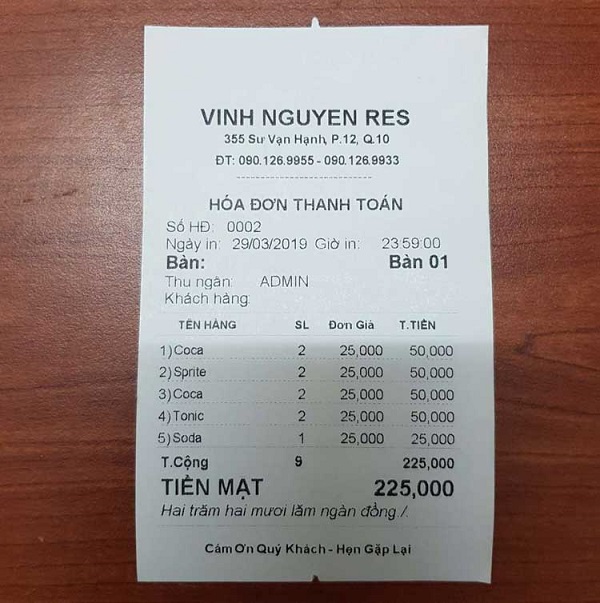 VINH NGUYEN RES
355 Sư Vạn Hạnh, P.12, Q.10
ĐT: 090.126.9955 - 090.126.9933
HÓA ĐƠN THANH TOÁN
Số HĐ: 0002
Ngày in: 29/03/2019 Giờ in: 23:59:00
Bàn: Bàn 01
Thu ngân: ADMIN
Khách hàng:
TÊN HÀNG SL Đơn Giá T.TIỀN
1) Coca 2 25,000 50,000
2) Sprite 2 25,000 50,000
3) Coca 2 25,000 50,000
4) Tonic 2 25,000 50,000
5) Soda 1 25,000 25,000
T.Cộng 9 225,000
TIỀN MẶT 225,000
Hai trăm hai mươi lăm ngàn đồng./.
Cám Ơn Quý Khách - Hẹn Gặp Lại